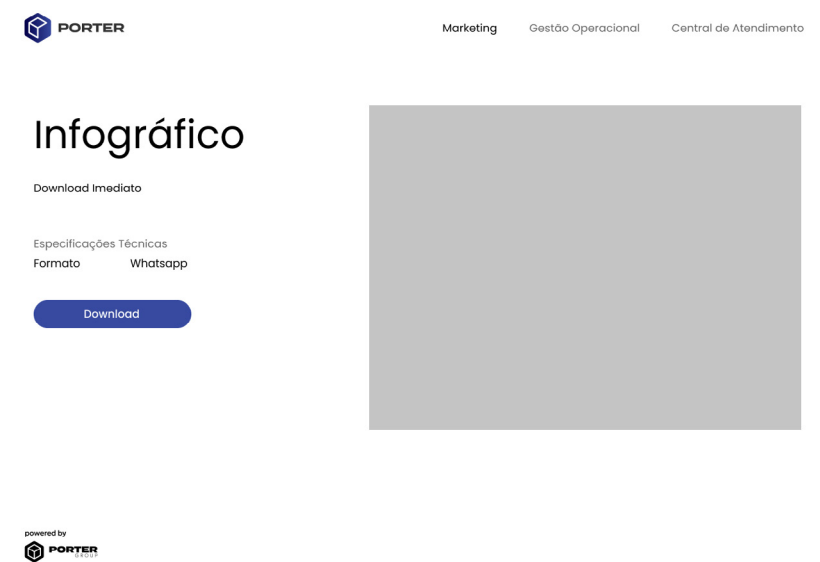 PORTER
Marketing
Gestão Operacional
Central de Atendimento
Infográfico
Download Imediato
Especificações Técnicas
Formato
Whatsapp
Download
powered by
PORTER
GROUP